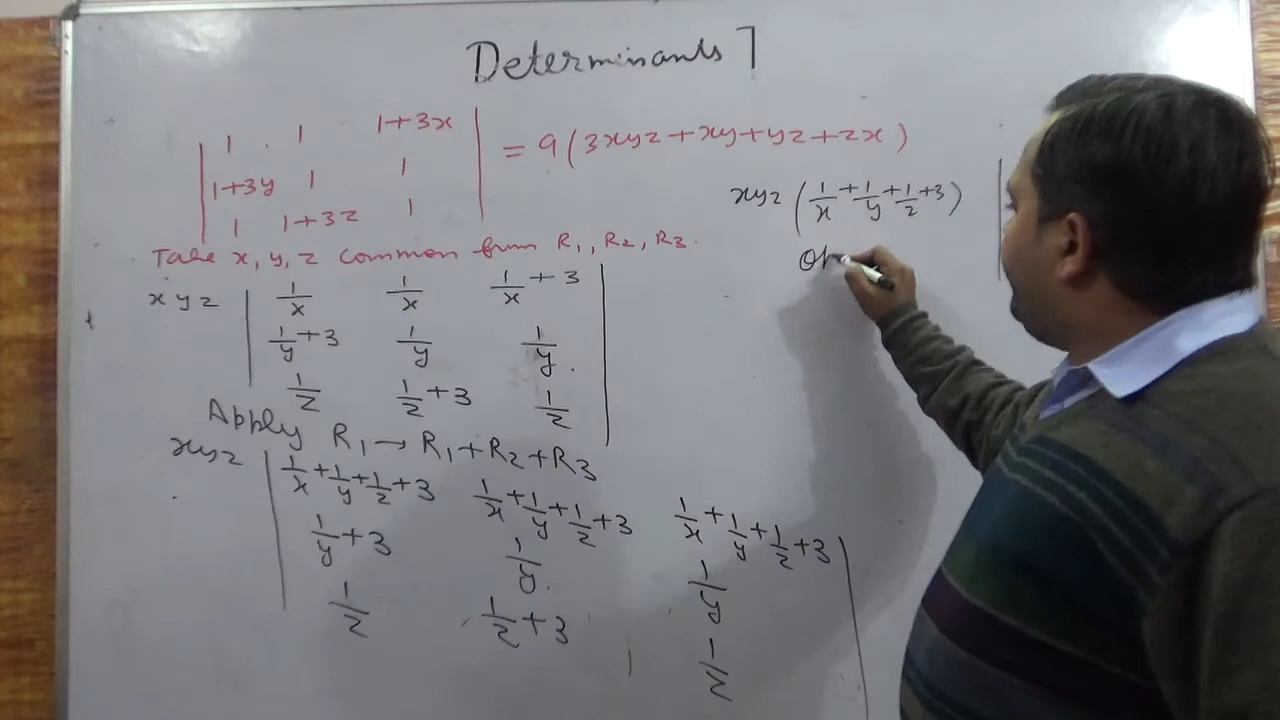 Determinants 7
| 1 1 1+3x |
| 1+3y 1 1 | = 9(3xyz+xy+yz+zx)
| 1 1+3z 1 |
Take x, y, z common from R1, R2, R3.
xyz | 1/x 1/x 1/x + 3 |
| 1/y + 3 1/y 1/y |
| 1/z 1/z + 3 1/z |
Apply R1 → R1 + R2 + R3
xyz | 1/x + 1/y + 1/z + 3 1/x + 1/y + 1/z + 3 1/x + 1/y + 1/z + 3 |
| 1/y + 3 1/y 1/y |
| 1/z 1/z + 3 1/z |
xyz (1/x + 1/y + 1/z + 3) |